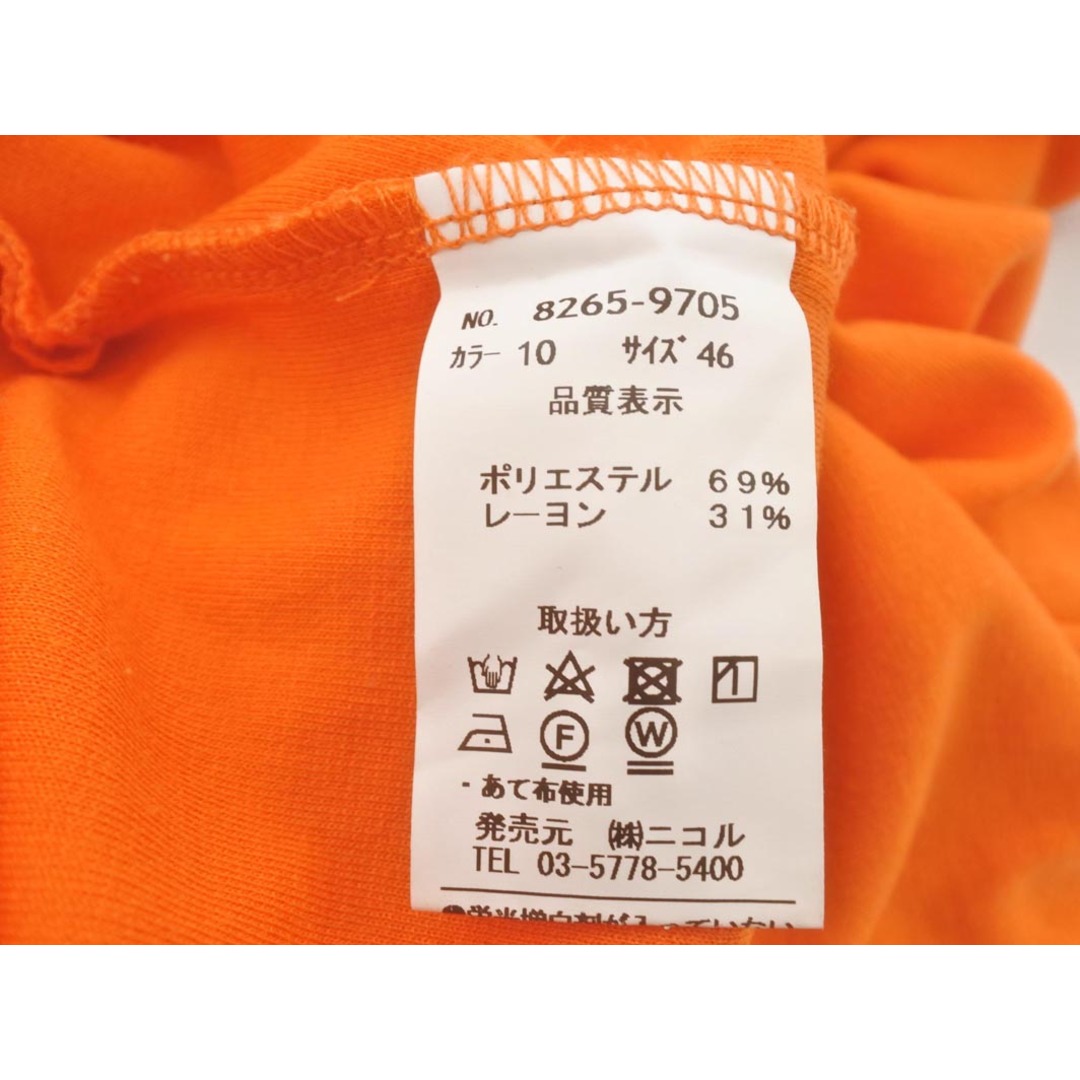 NO. 8265-9705
カラー 10 サイズ 46
品質表示
ポリエステル 69%
レーヨン 31%
取扱い方
F W
・あて布使用
発売元 ㈱ニコル
TEL 03-5778-5400